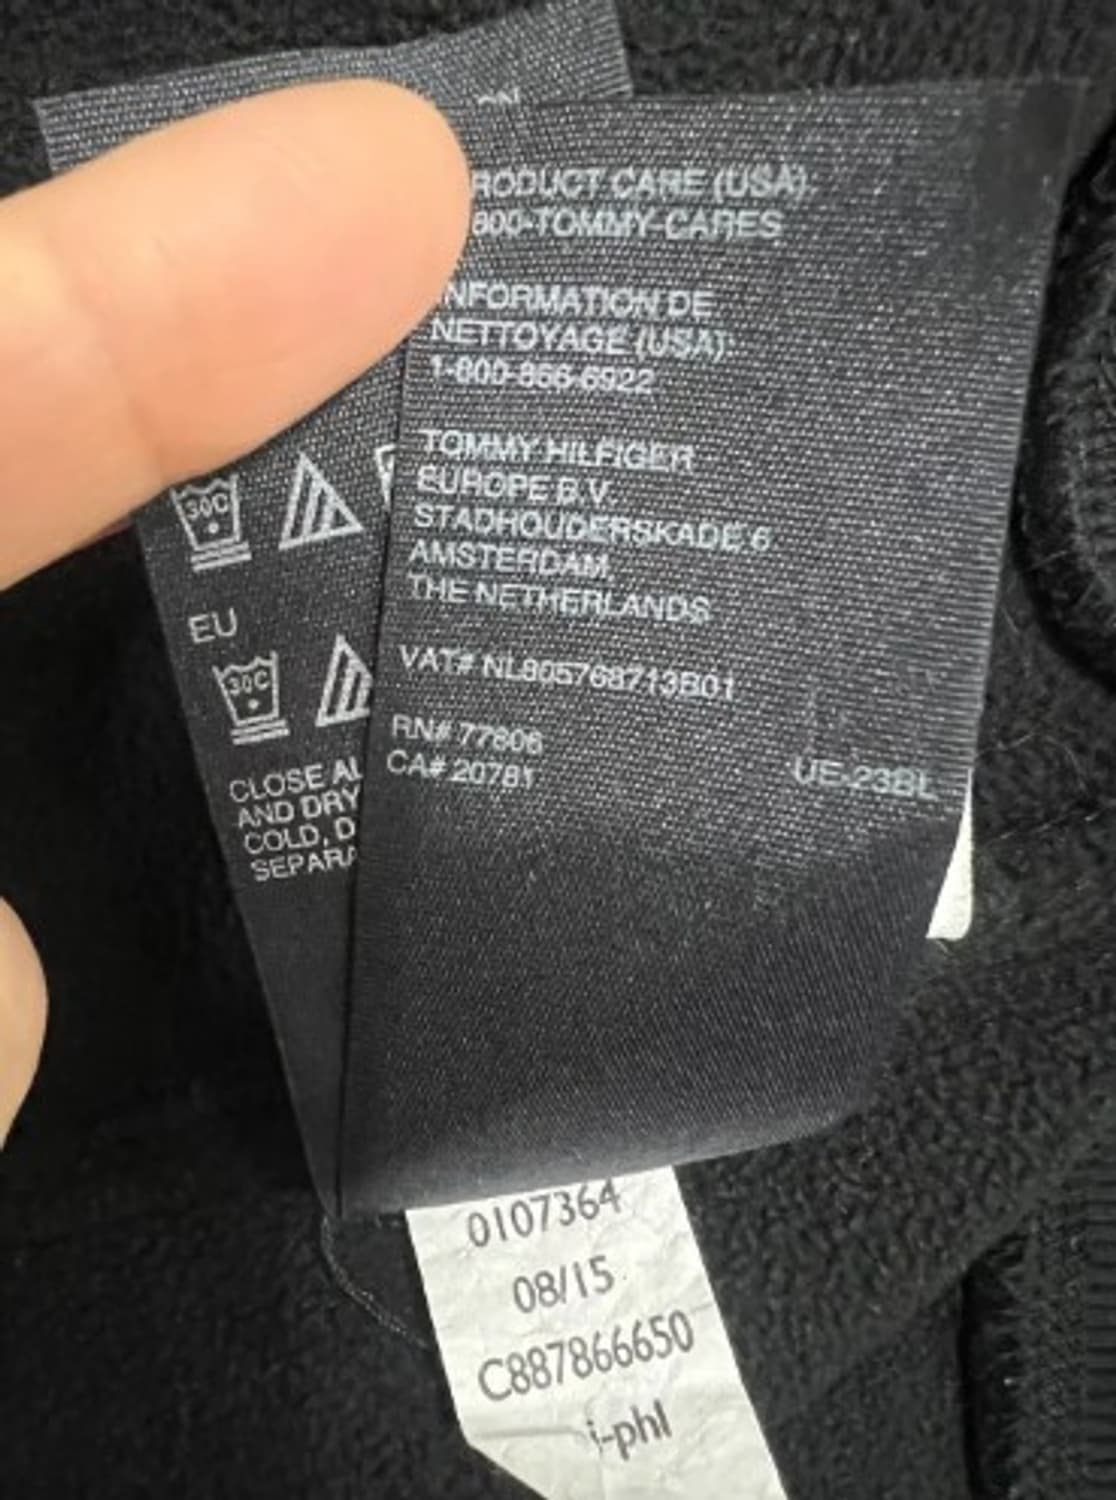 RODUCT CARE (USA):
800-TOMMY-CARES
INFORMATION DE
NETTOYAGE (USA):
1-800-866-6922
TOMMY HILFIGER
EUROPE B.V.
STADHOUDERSKADE 6
AMSTERDAM
THE NETHERLANDS
VAT# NL805768713B01
RN# 77806
CA# 20781
UE-23BL
30C
EU
30C
CLOSE AL
AND DRY
COLD, D
SEPARA
0107364
08/15
C887866650
i-phl